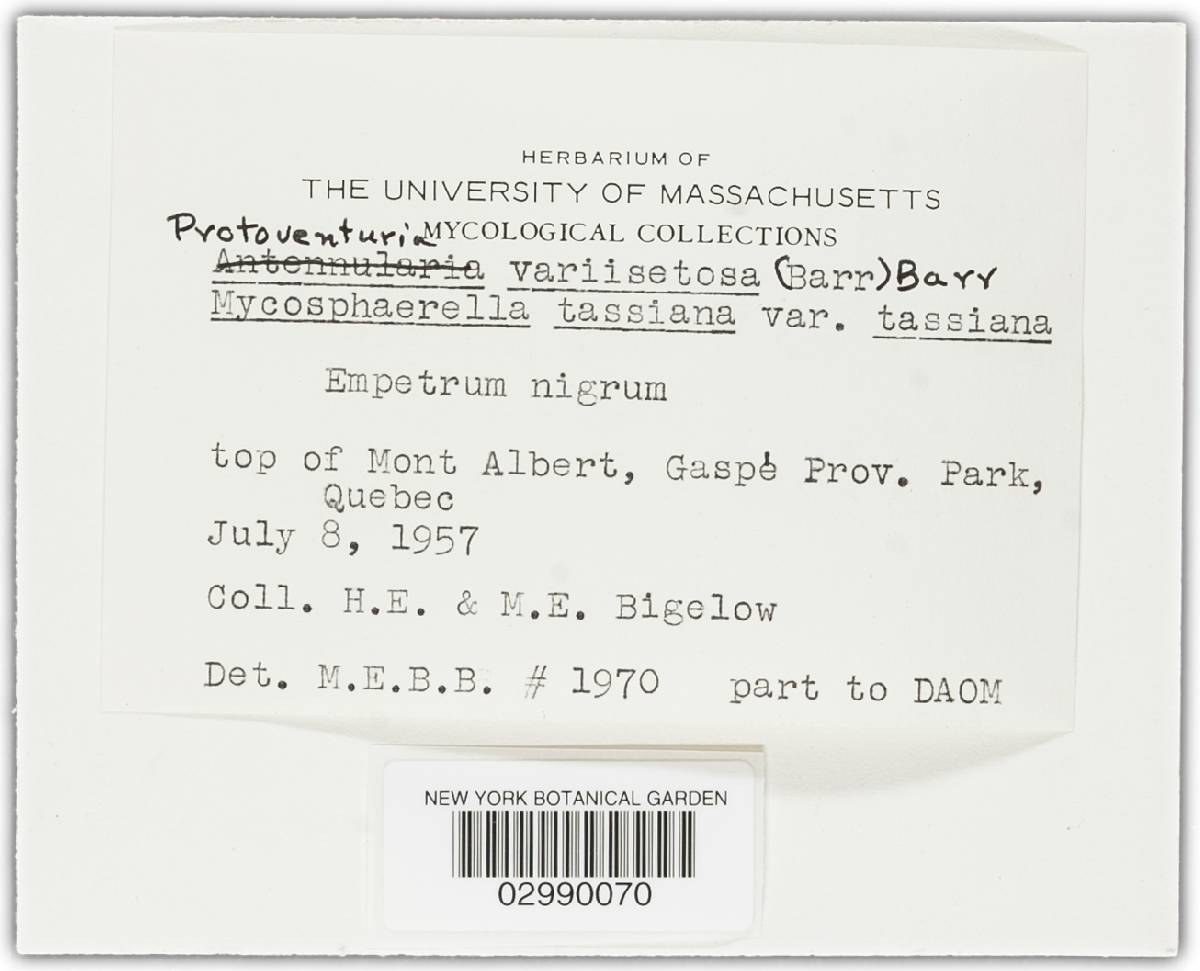 HERBARIUM OF
THE UNIVERSITY OF MASSACHUSETTS
MYCOLOGICAL COLLECTIONS
Protoventuria
Antennularia variisetosa (Barr) Barr
Mycosphaerella tassiana var. tassiana
Empetrum nigrum
top of Mont Albert, Gaspé Prov. Park,
Quebec
July 8, 1957
Coll. H.E. & M.E. Bigelow
Det. M.E.B.B. # 1970 part to DAOM
NEW YORK BOTANICAL GARDEN
02990070